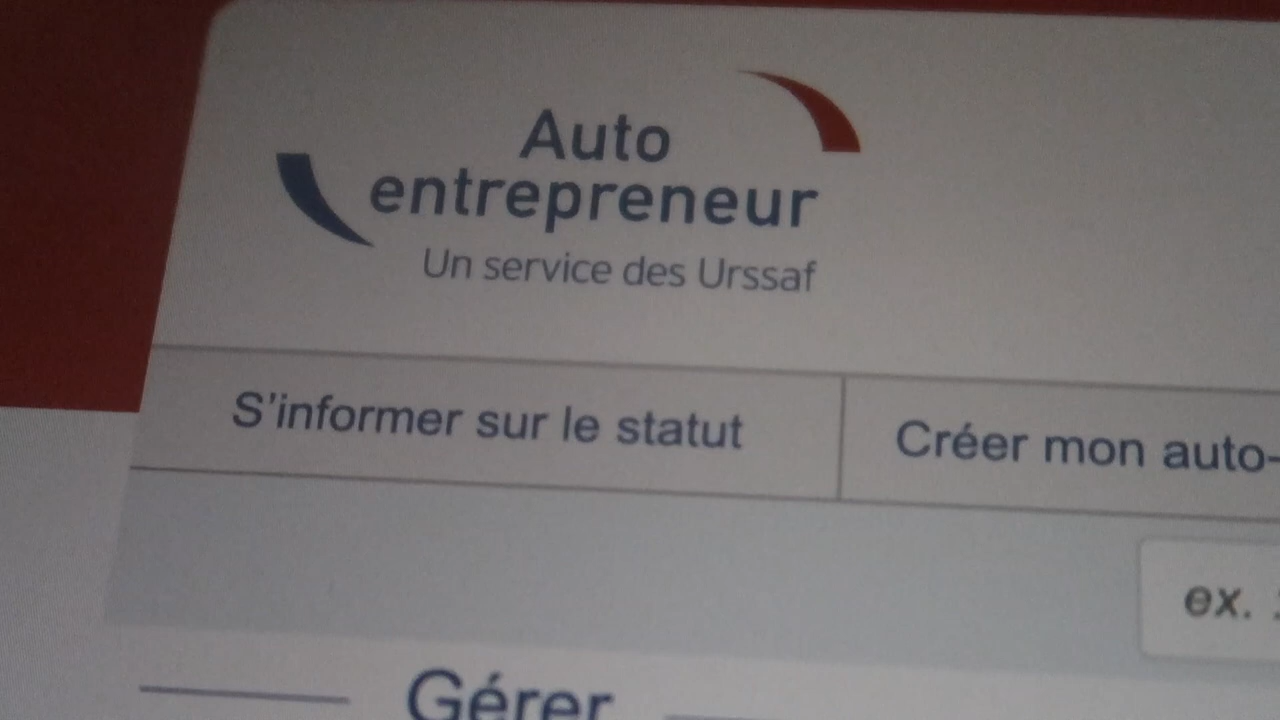 Auto
entrepreneur
Un service des Urssaf
S'informer sur le statut
Créer mon auto-
ex.
Gérer